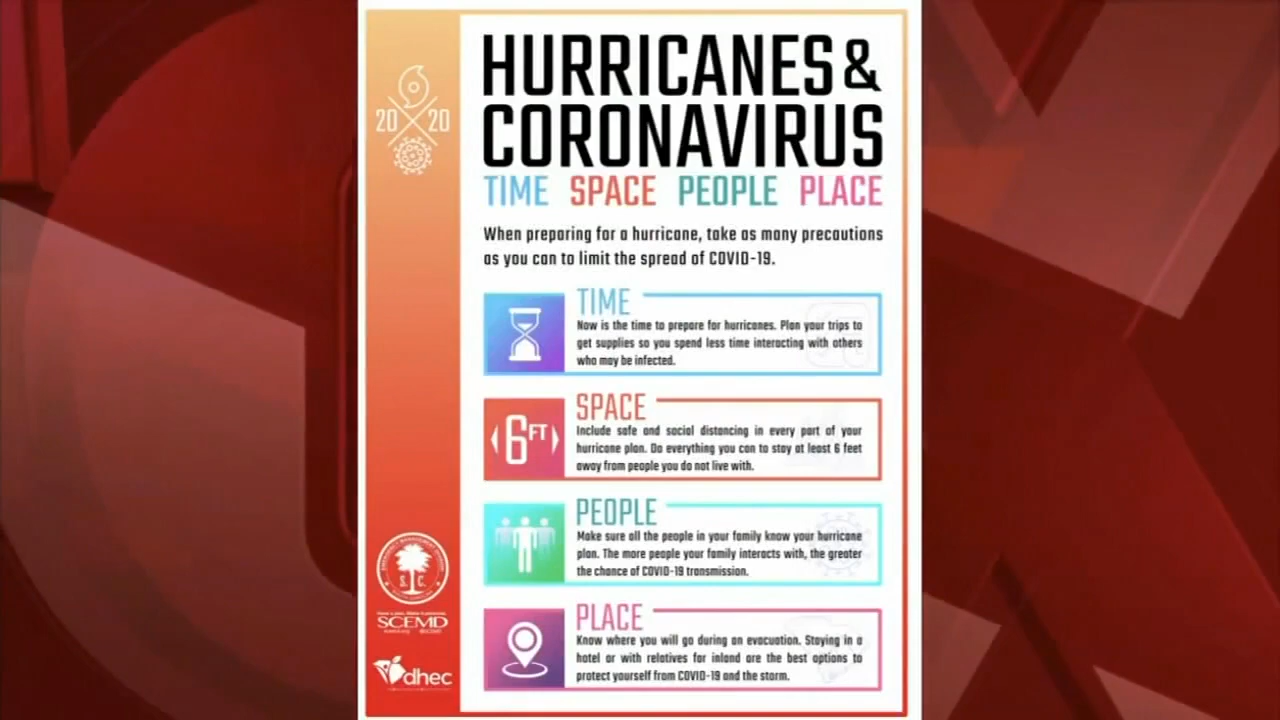 HURRICANES &
CORONAVIRUS
TIME SPACE PEOPLE PLACE
When preparing for a hurricane, take as many precautions
as you can to limit the spread of COVID-19.
TIME
Now is the time to prepare for hurricanes. Plan your trips to
get supplies so you spend less time interacting with others
who may be infected.
6FT
SPACE
Include safe and social distancing in every part of your
hurricane plan. Do everything you can to stay at least 6 feet
away from people you do not live with.
PEOPLE
Make sure all the people in your family know your hurricane
plan. The more people your family interacts with, the greater
the chance of COVID-19 transmission.
PLACE
Know where you will go during an evacuation. Staying in a
hotel or with relatives far inland are the best options to
protect yourself from COVID-19 and the storm.
20 20
S. C.
SCEMD
dhec